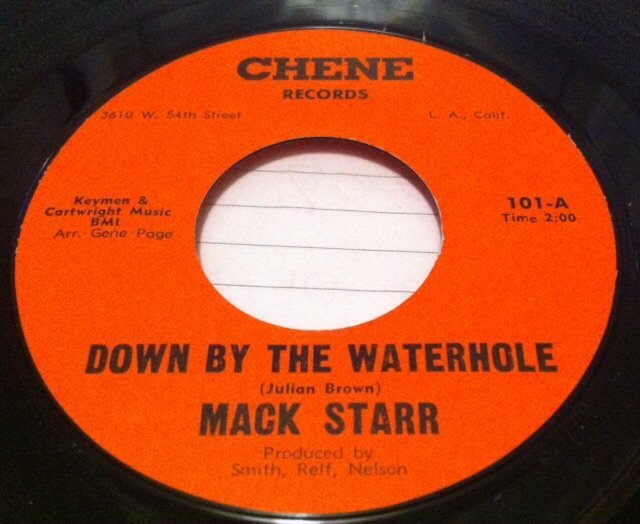 CHENE
RECORDS
3610 W. 54th Street
L. A., Calif.
Keymen &
Cartwright Music
BMI
Arr. Gene Page
101-A
Time 2:00
DOWN BY THE WATERHOLE
(Julian Brown)
MACK STARR
Produced by
Smith, Relf, Nelson